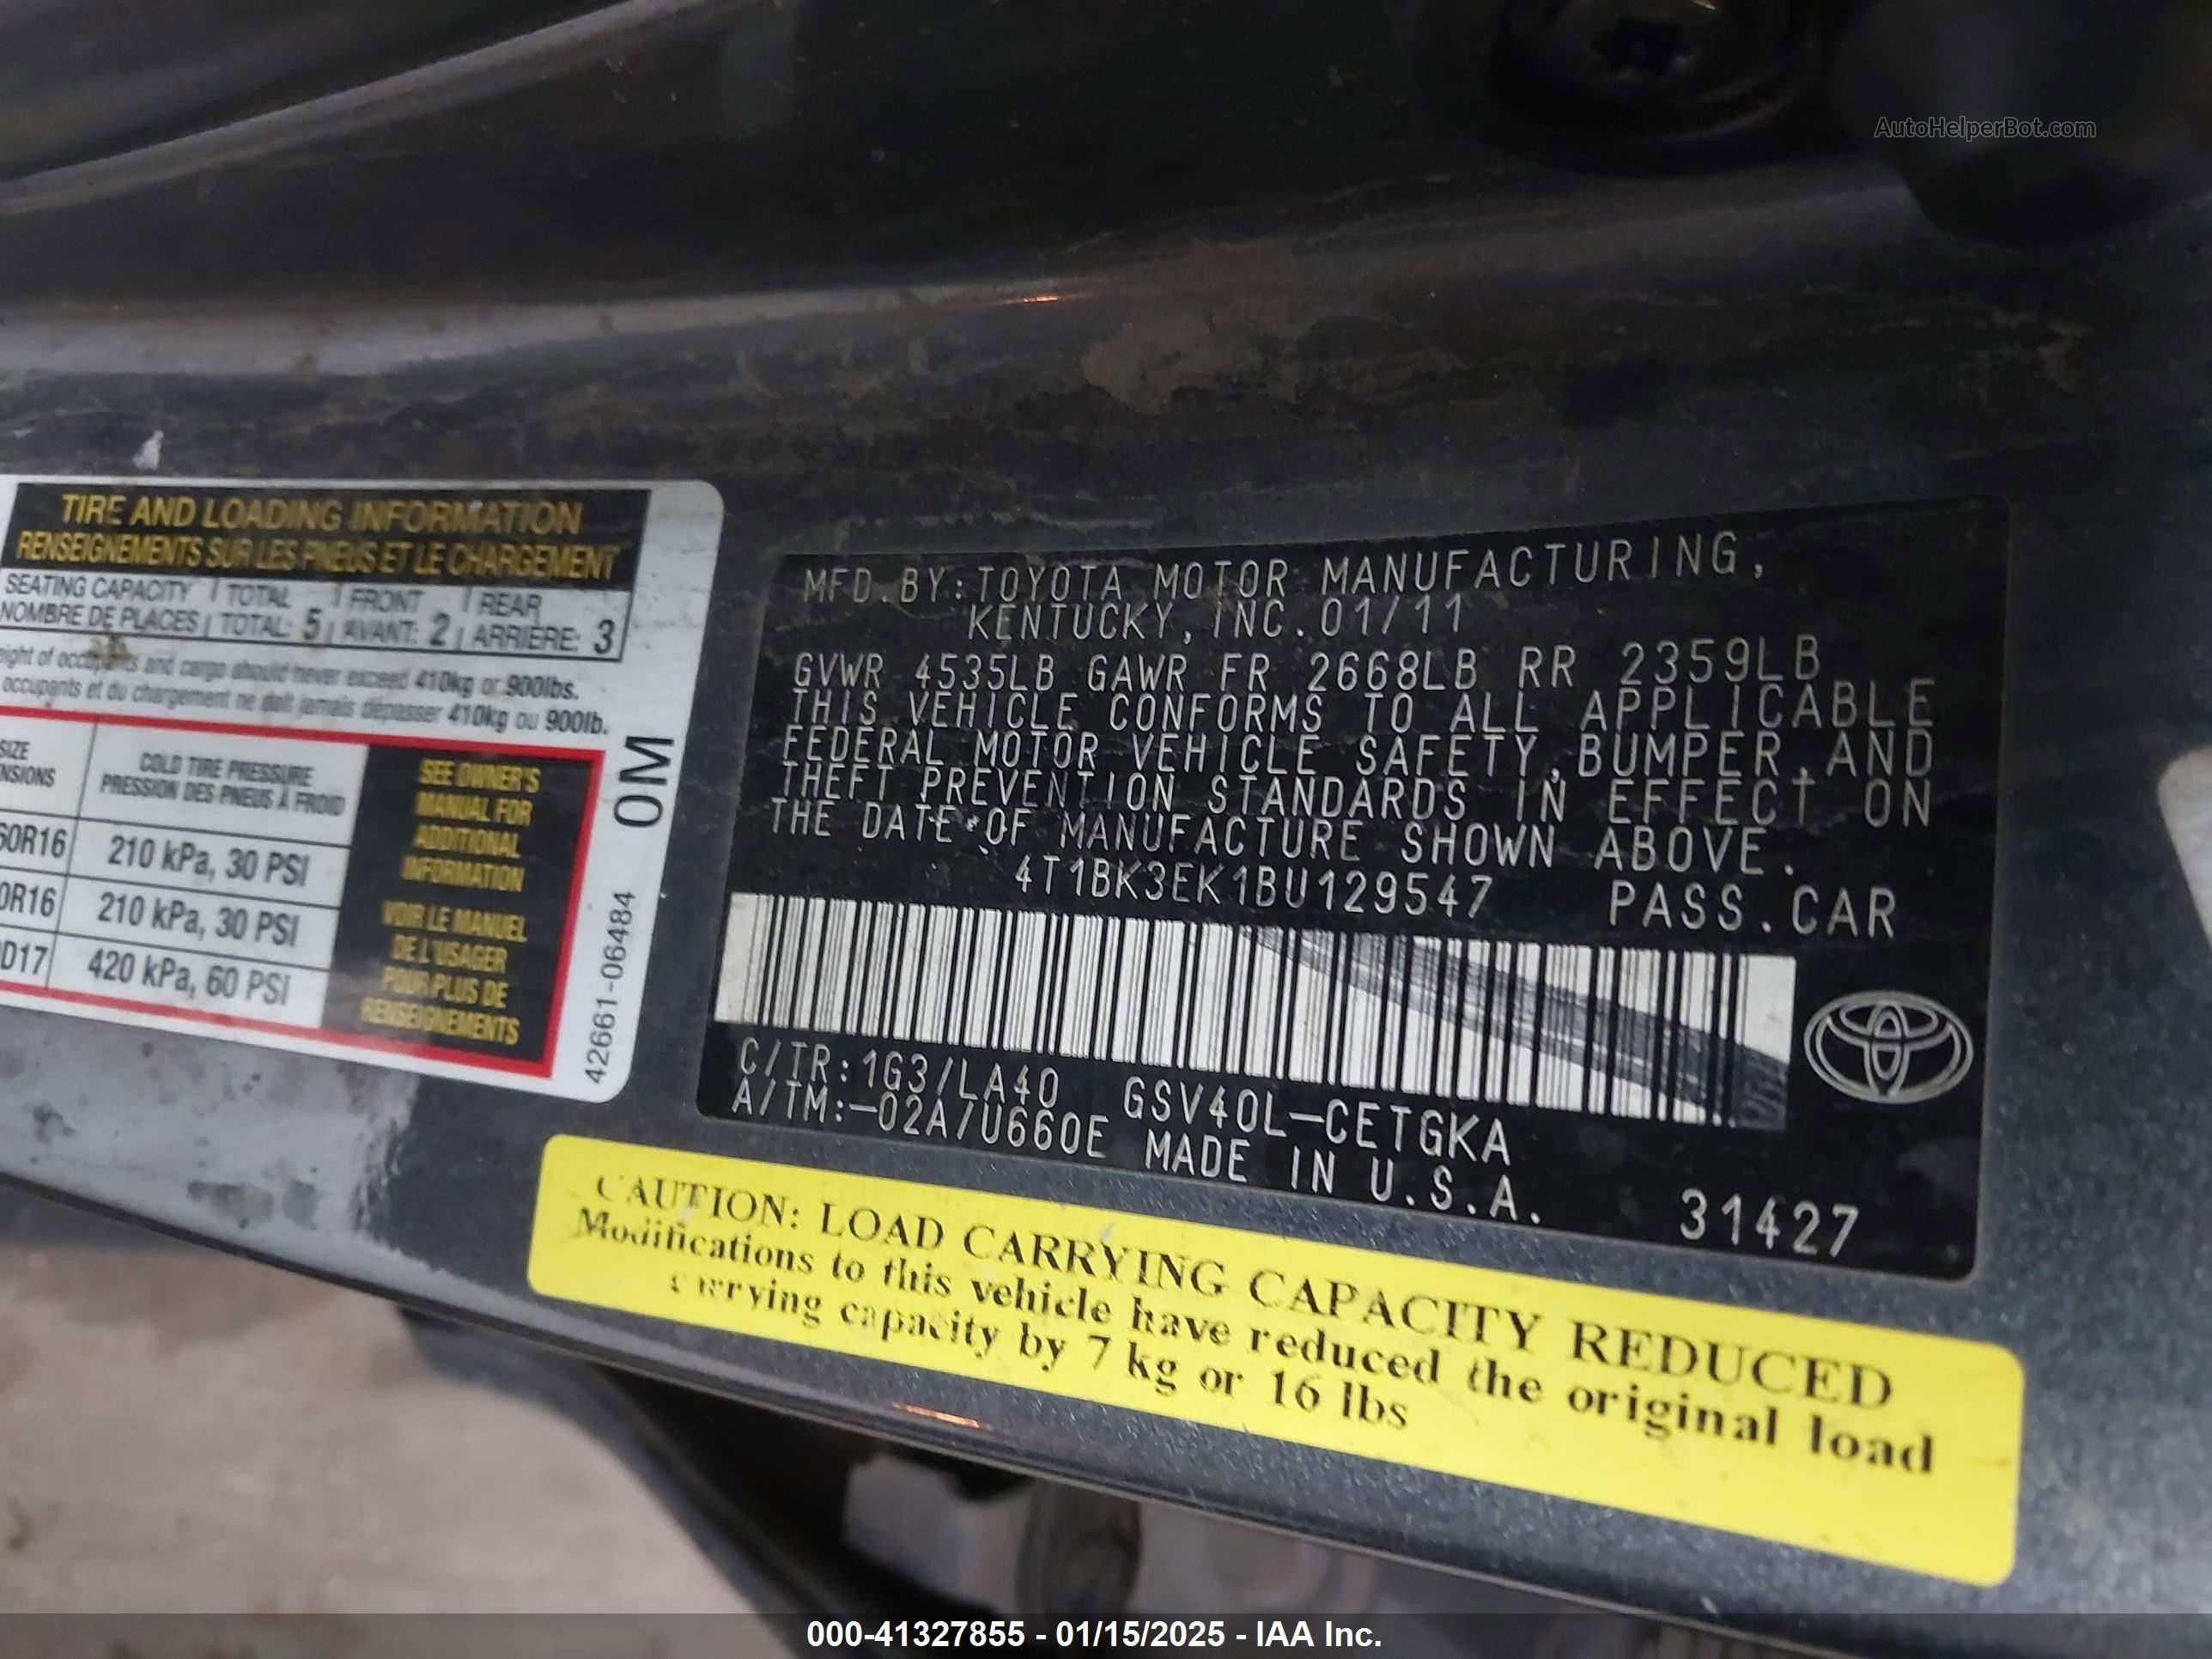 AutoHelperBot.com
TIRE AND LOADING INFORMATION
RENSEIGNEMENTS SUR LES PNEUS ET LE CHARGEMENT
SEATING CAPACITY | TOTAL | FRONT | REAR
NOMBRE DE PLACES | TOTAL: 5 | AVANT: 2 | ARRIÈRE: 3
of occupants and cargo should never exceed 410kg or 900lbs.
occupants et du chargement ne doit jamais dépasser 410kg ou 900lb.
SIZE
COLD TIRE PRESSURE
PRESSION DES PNEUS À FROID
60R16 210 kPa, 30 PSI
0R16 210 kPa, 30 PSI
D17 420 kPa, 60 PSI
SEE OWNER'S
MANUAL FOR
ADDITIONAL
INFORMATION
VOIR LE MANUEL
DE L'USAGER
POUR PLUS DE
RENSEIGNEMENTS
42661-06484 0M
MFD.BY:TOYOTA MOTOR MANUFACTURING,
KENTUCKY, INC. 01/11
GVWR 4535LB GAWR FR 2668LB RR 2359LB
THIS VEHICLE CONFORMS TO ALL APPLICABLE
FEDERAL MOTOR VEHICLE SAFETY, BUMPER, AND
THEFT PREVENTION STANDARDS IN EFFECT ON
THE DATE OF MANUFACTURE SHOWN ABOVE.
4T1BK3EK1BU129547 PASS.CAR
C/TR:1G3/LA40 GSV40L-CETGKA
A/TM:-02A/U660E MADE IN U.S.A.
31427
CAUTION: LOAD CARRYING CAPACITY REDUCED
Modifications to this vehicle have reduced the original load
carrying capacity by 7 kg or 16 lbs
000-41327855 - 01/15/2025 - IAA Inc.